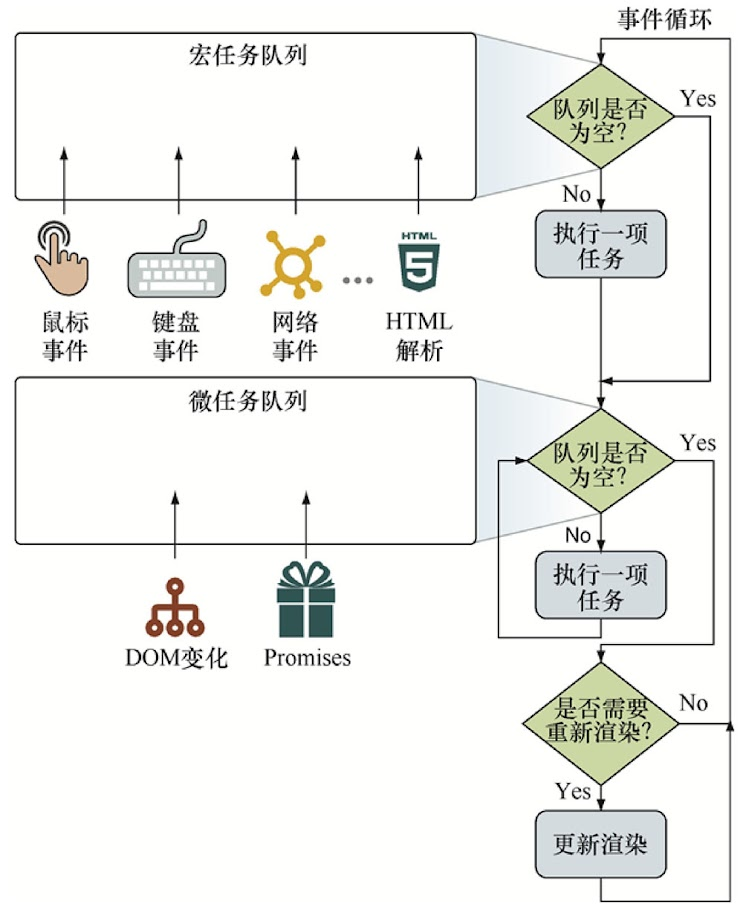 事件循环
宏任务队列
队列是否
为空?
Yes
No
执行一项
任务
鼠标
事件
键盘
事件
网络
事件
HTML
5
HTML
解析
微任务队列
队列是否
为空?
Yes
No
执行一项
任务
DOM变化
Promises
是否需要
重新渲染?
No
Yes
更新渲染